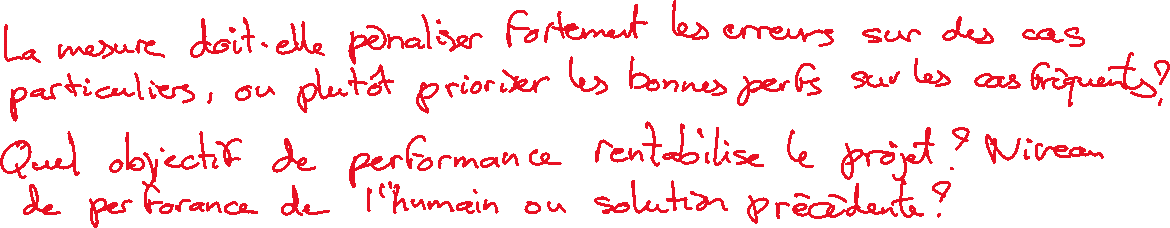 La mesure doit-elle pénaliser fortement les erreurs sur des cas
particuliers, ou plutôt prioriser les bonnes perfs sur les cas fréquents?
Quel objectif de performance rentabilise le projet? Niveau
de perforance de l'humain ou solution précédente?